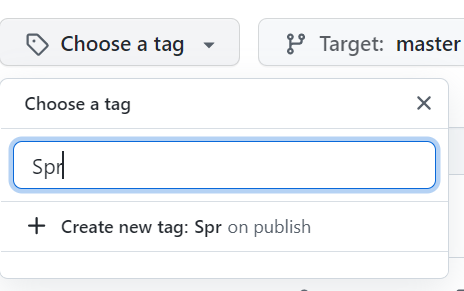 Choose a tag
Target: master
Choose a tag
Spr
Create new tag: Spr on publish